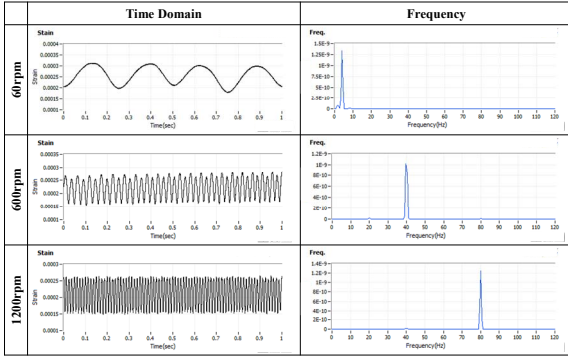 Time Domain Frequency
60rpm
Stain
0.0004
0.00035
0.0003
0.00025
0.0002
0.00015
0.0001
Strain
0 0.1 0.2 0.3 0.4 0.5 0.6 0.7 0.8 0.9 1
Time(sec)
Freq.
1.5E-9
1.25E-9
1E-9
7.5E-10
5E-10
2.5E-10
0
0 10 20 30 40 50 60 70 80 90 100 110 120
Frequency(Hz)
600rpm
Stain
0.00035
0.0003
0.00025
0.0002
0.00015
0.0001
Strain
0 0.1 0.2 0.3 0.4 0.5 0.6 0.7 0.8 0.9 1
Time(sec)
Freq.
1.2E-9
1E-9
8E-10
6E-10
4E-10
2E-10
0
0 10 20 30 40 50 60 70 80 90 100 110 120
Frequency(Hz)
1200rpm
Stain
0.0003
0.00025
0.0002
0.00015
0.0001
Strain
0 0.1 0.2 0.3 0.4 0.5 0.6 0.7 0.8 0.9 1
Time(sec)
Freq.
1.4E-9
1.2E-9
1E-9
8E-10
6E-10
4E-10
2E-10
0
0 10 20 30 40 50 60 70 80 90 100 110 120
Frequency(Hz)